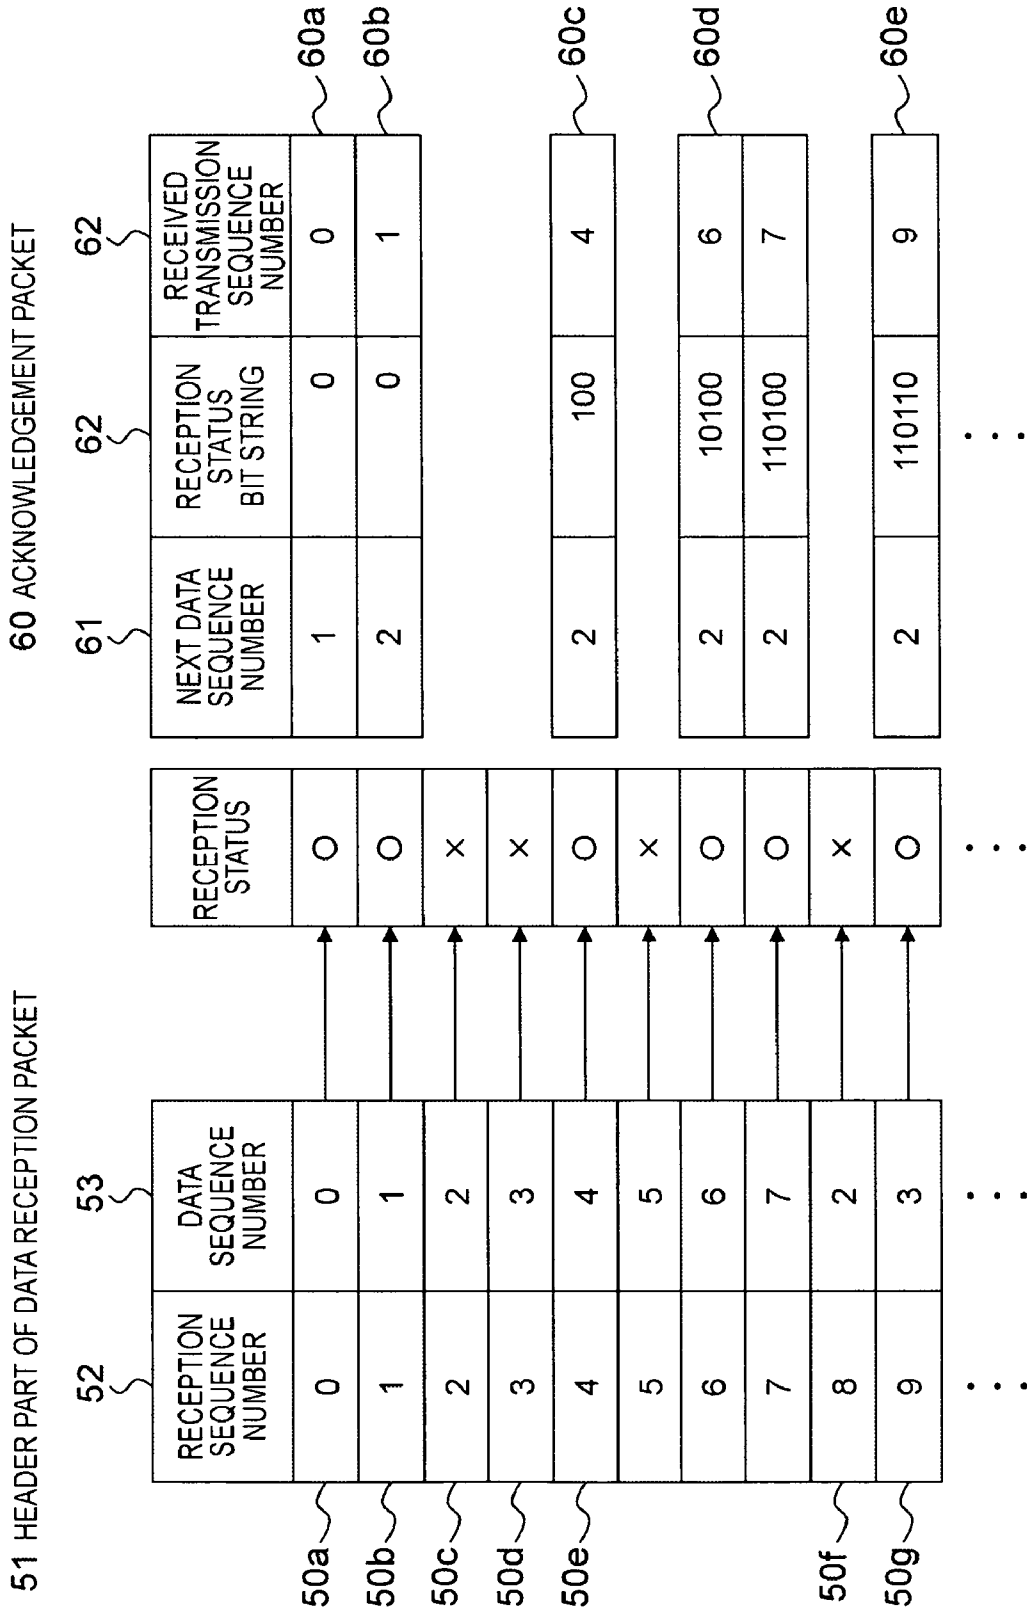 51 HEADER PART OF DATA RECEPTION PACKET
60 ACKNOWLEDGEMENT PACKET
52
53
61
62
62
RECEPTION
SEQUENCE
NUMBER
DATA
SEQUENCE
NUMBER
RECEPTION
STATUS
NEXT DATA
SEQUENCE
NUMBER
RECEPTION
STATUS
BIT STRING
RECEIVED
TRANSMISSION
SEQUENCE
NUMBER
50a 0 0 O 1 0 0 60a
50b 1 1 O 2 0 1 60b
50c 2 2 ×
50d 3 3 ×
50e 4 4 O 2 100 4 60c
5 5 ×
6 6 O 2 10100 6 60d
7 7 O 2 110100 7
50f 8 2 ×
50g 9 3 O 2 110110 9 60e
... ... ... ...